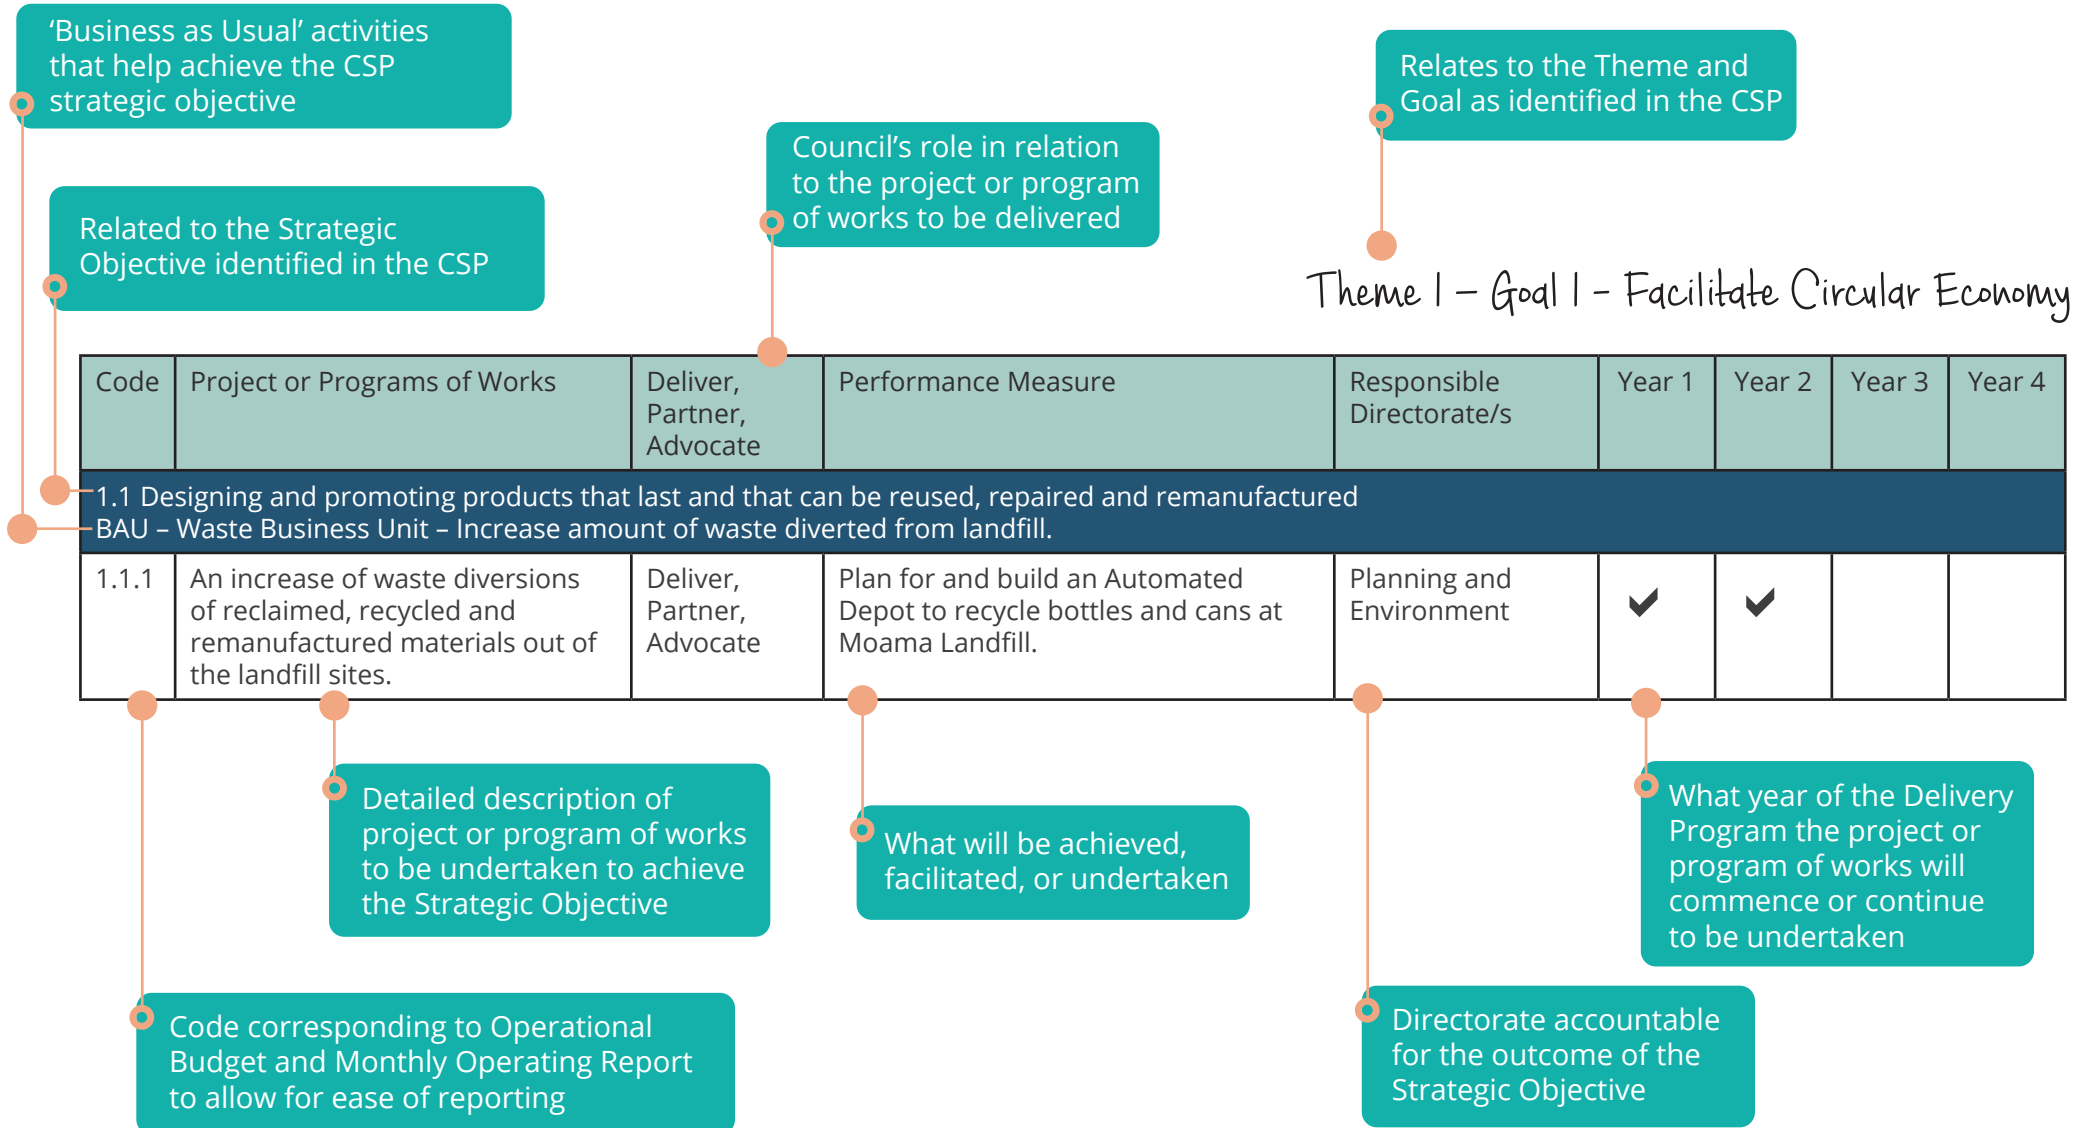 ‘Business as Usual’ activities
that help achieve the CSP
strategic objective
Relates to the Theme and
Goal as identified in the CSP
Council’s role in relation
to the project or program
of works to be delivered
Related to the Strategic
Objective identified in the CSP
Theme 1 – Goal 1 - Facilitate Circular Economy
Code
Project or Programs of Works
Deliver,
Partner,
Advocate
Performance Measure
Responsible
Directorate/s
Year 1
Year 2
Year 3
Year 4
1.1 Designing and promoting products that last and that can be reused, repaired and remanufactured
BAU – Waste Business Unit – Increase amount of waste diverted from landfill.
1.1.1
An increase of waste diversions
of reclaimed, recycled and
remanufactured materials out of
the landfill sites.
Deliver,
Partner,
Advocate
Plan for and build an Automated
Depot to recycle bottles and cans at
Moama Landfill.
Planning and
Environment
Detailed description of
project or program of works
to be undertaken to achieve
the Strategic Objective
What will be achieved,
facilitated, or undertaken
What year of the Delivery
Program the project or
program of works will
commence or continue
to be undertaken
Code corresponding to Operational
Budget and Monthly Operating Report
to allow for ease of reporting
Directorate accountable
for the outcome of the
Strategic Objective